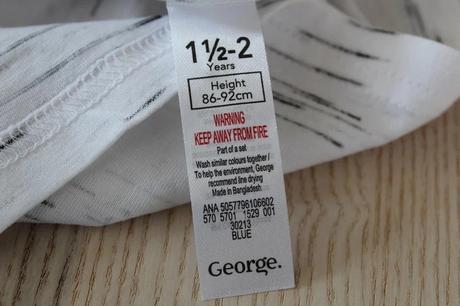 1½-2
Years
Height
86-92cm
WARNING
KEEP AWAY FROM FIRE
Part of a set
Wash similar colours together /
To help the environment, George
recommend line drying
Made in Bangladesh
ANA 5057796106602
570 5701 1529 001
30213
BLUE
George.